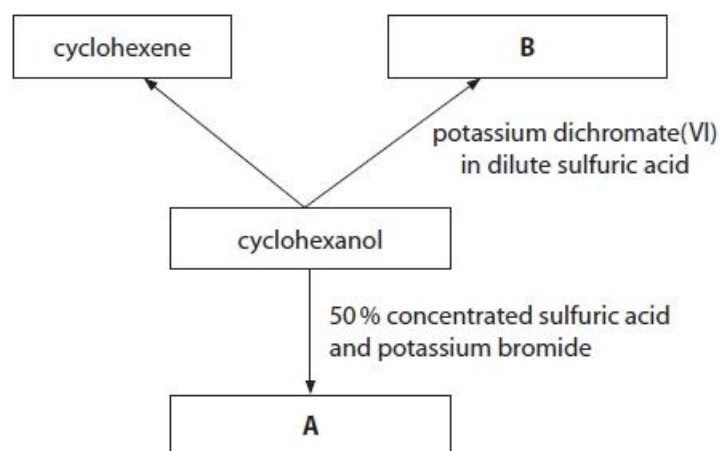 cyclohexene
B
potassium dichromate(VI)
in dilute sulfuric acid
cyclohexanol
50% concentrated sulfuric acid
and potassium bromide
A